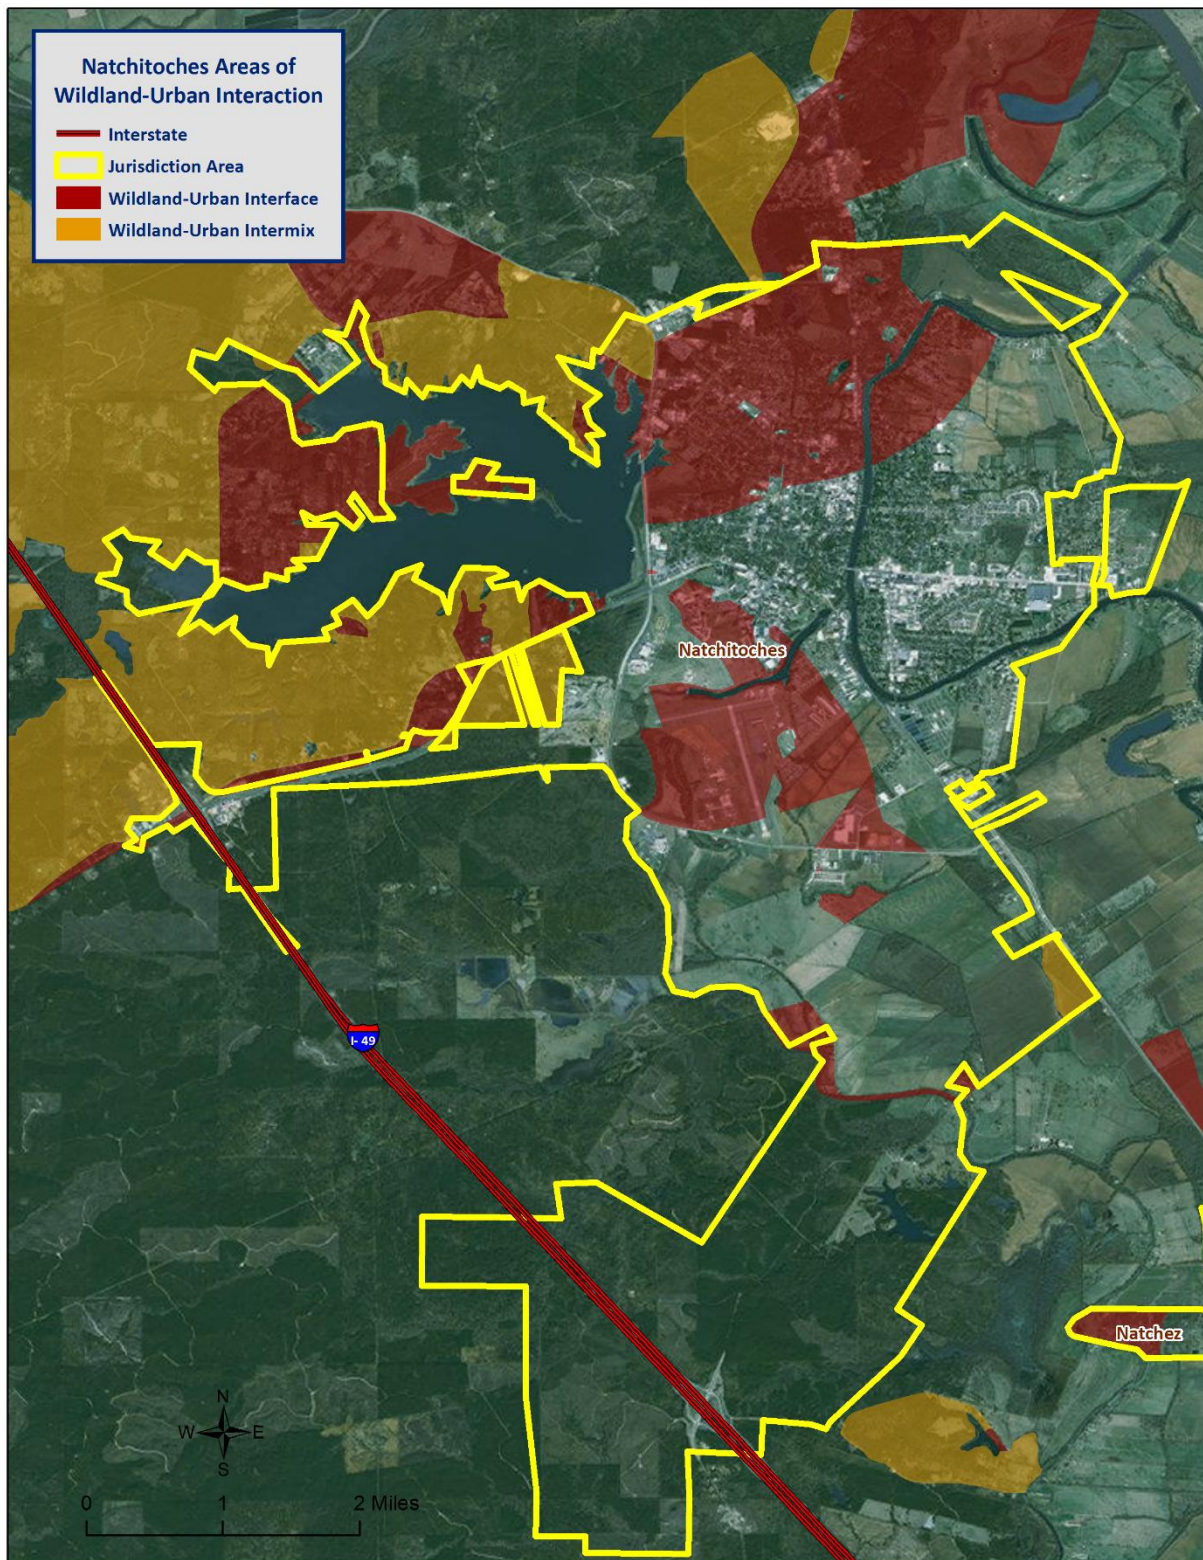 Natchitoches Areas of
Wildland-Urban Interaction
Interstate
Jurisdiction Area
Wildland-Urban Interface
Wildland-Urban Intermix
Natchitoches
I-49
Natchez
N
W E
S
0 1 2 Miles